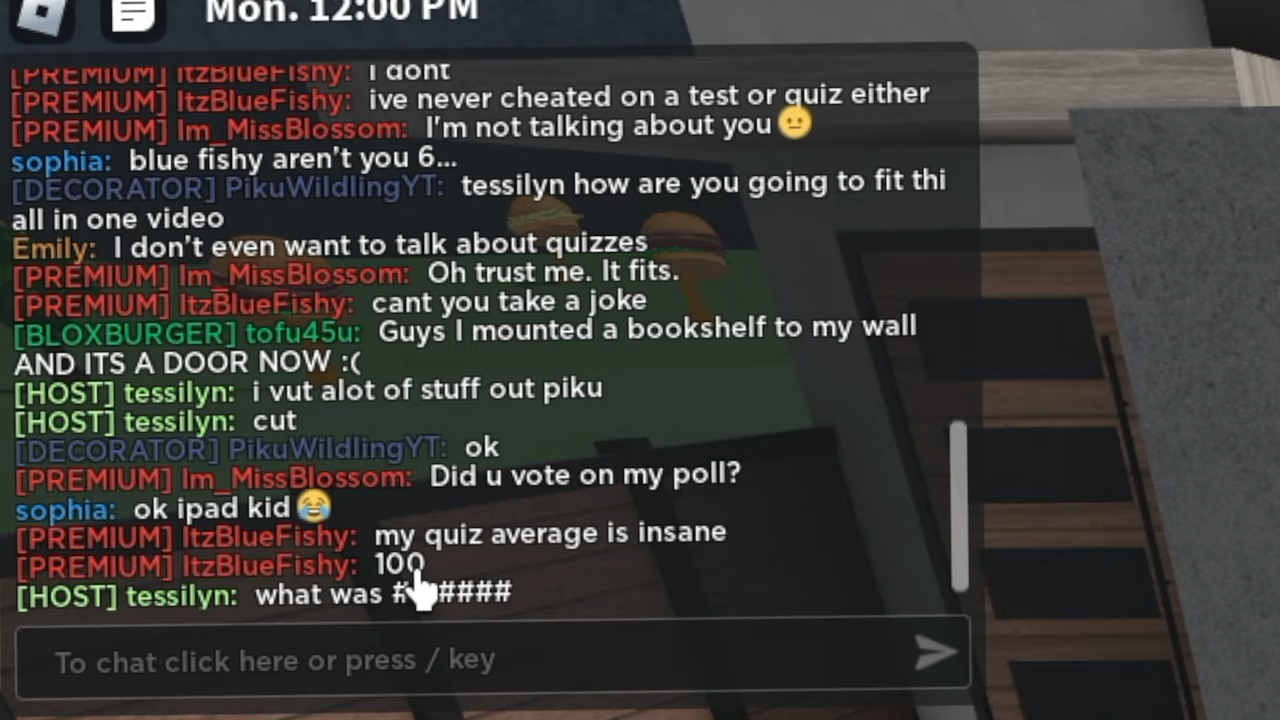 Mon. 12:00 PM
[PREMIUM] ItzBlueFishy: i dont
[PREMIUM] ItzBlueFishy: ive never cheated on a test or quiz either
[PREMIUM] Im_MissBlossom: I'm not talking about you😐
sophia: blue fishy aren't you 6...
[DECORATOR] PikuWildlingYT: tessilyn how are you going to fit thi
all in one video
Emily: I don't even want to talk about quizzes
[PREMIUM] Im_MissBlossom: Oh trust me. It fits.
[PREMIUM] ItzBlueFishy: cant you take a joke
[BLOXBURGER] tofu45u: Guys I mounted a bookshelf to my wall
AND ITS A DOOR NOW :(
[HOST] tessilyn: i vut alot of stuff out piku
[HOST] tessilyn: cut
[DECORATOR] PikuWildlingYT: ok
[PREMIUM] Im_MissBlossom: Did u vote on my poll?
sophia: ok ipad kid😂
[PREMIUM] ItzBlueFishy: my quiz average is insane
[PREMIUM] ItzBlueFishy: 100
[HOST] tessilyn: what was #######
To chat click here or press / key